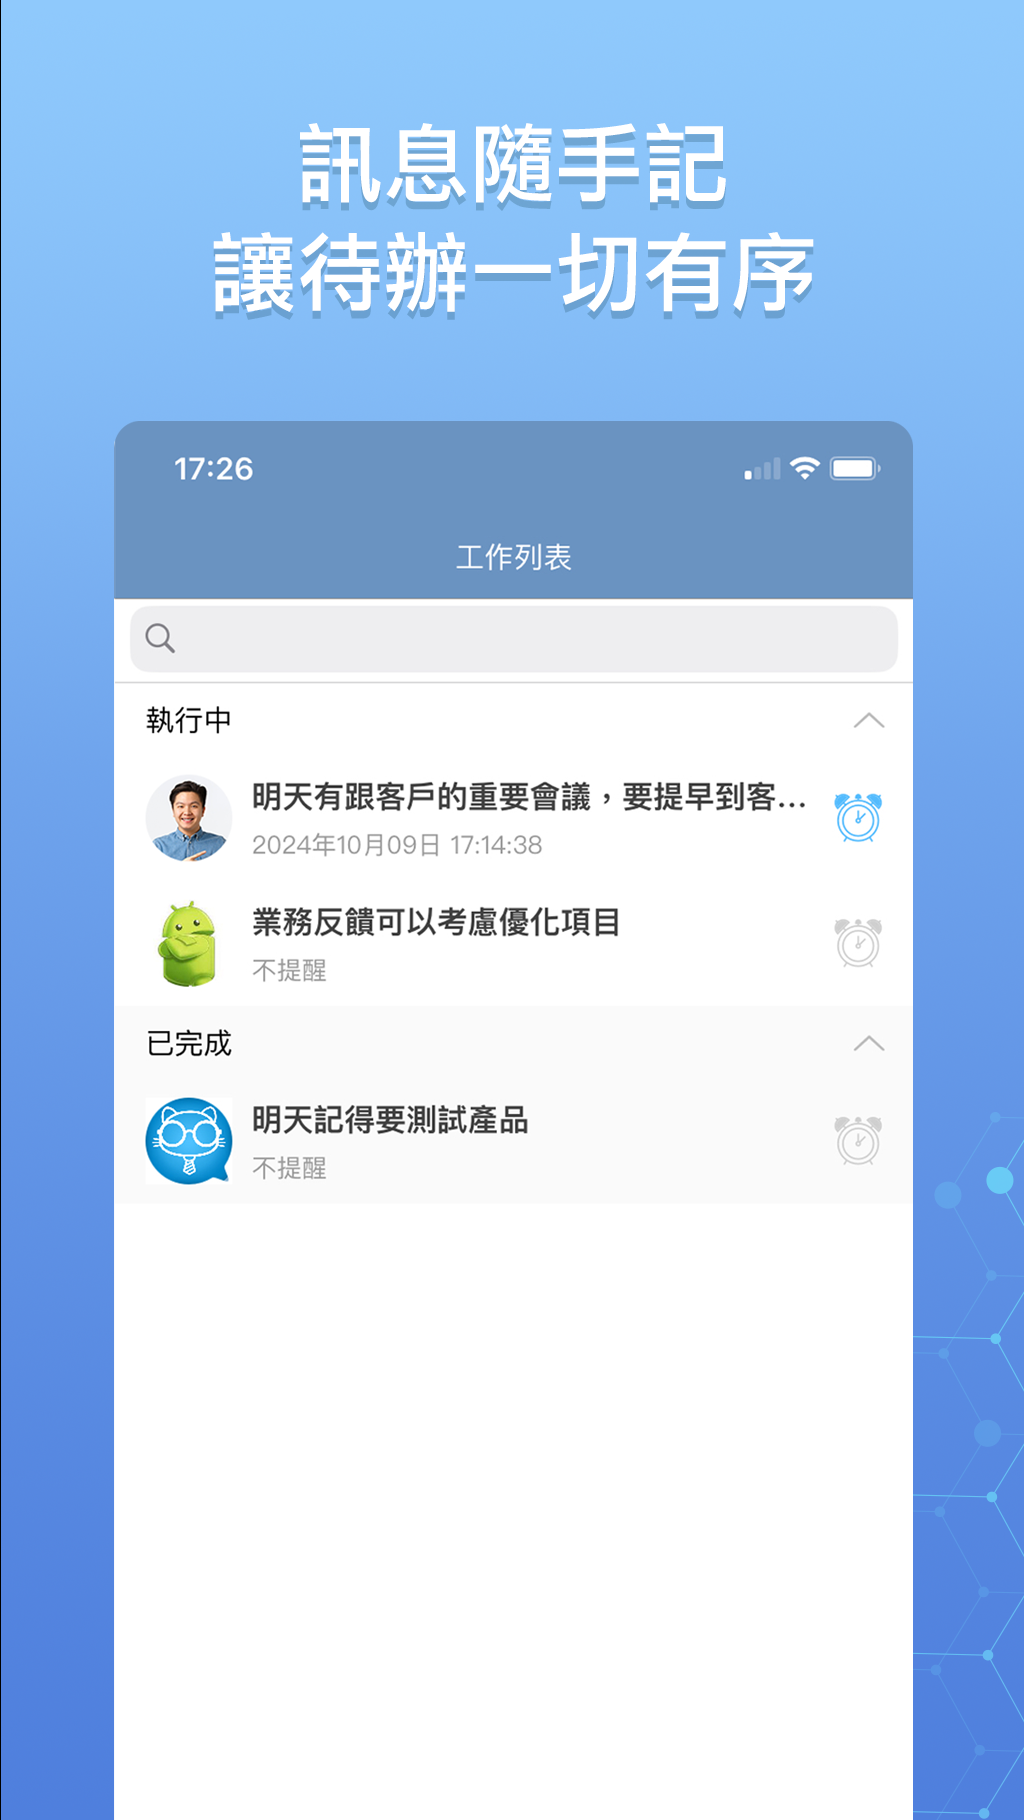 訊息隨手記
讓待辦一切有序
17:26
工作列表
執行中
明天有跟客戶的重要會議，要提早到客...
2024年10月09日 17:14:38
業務反饋可以考慮優化項目
不提醒
已完成
明天記得要測試產品
不提醒